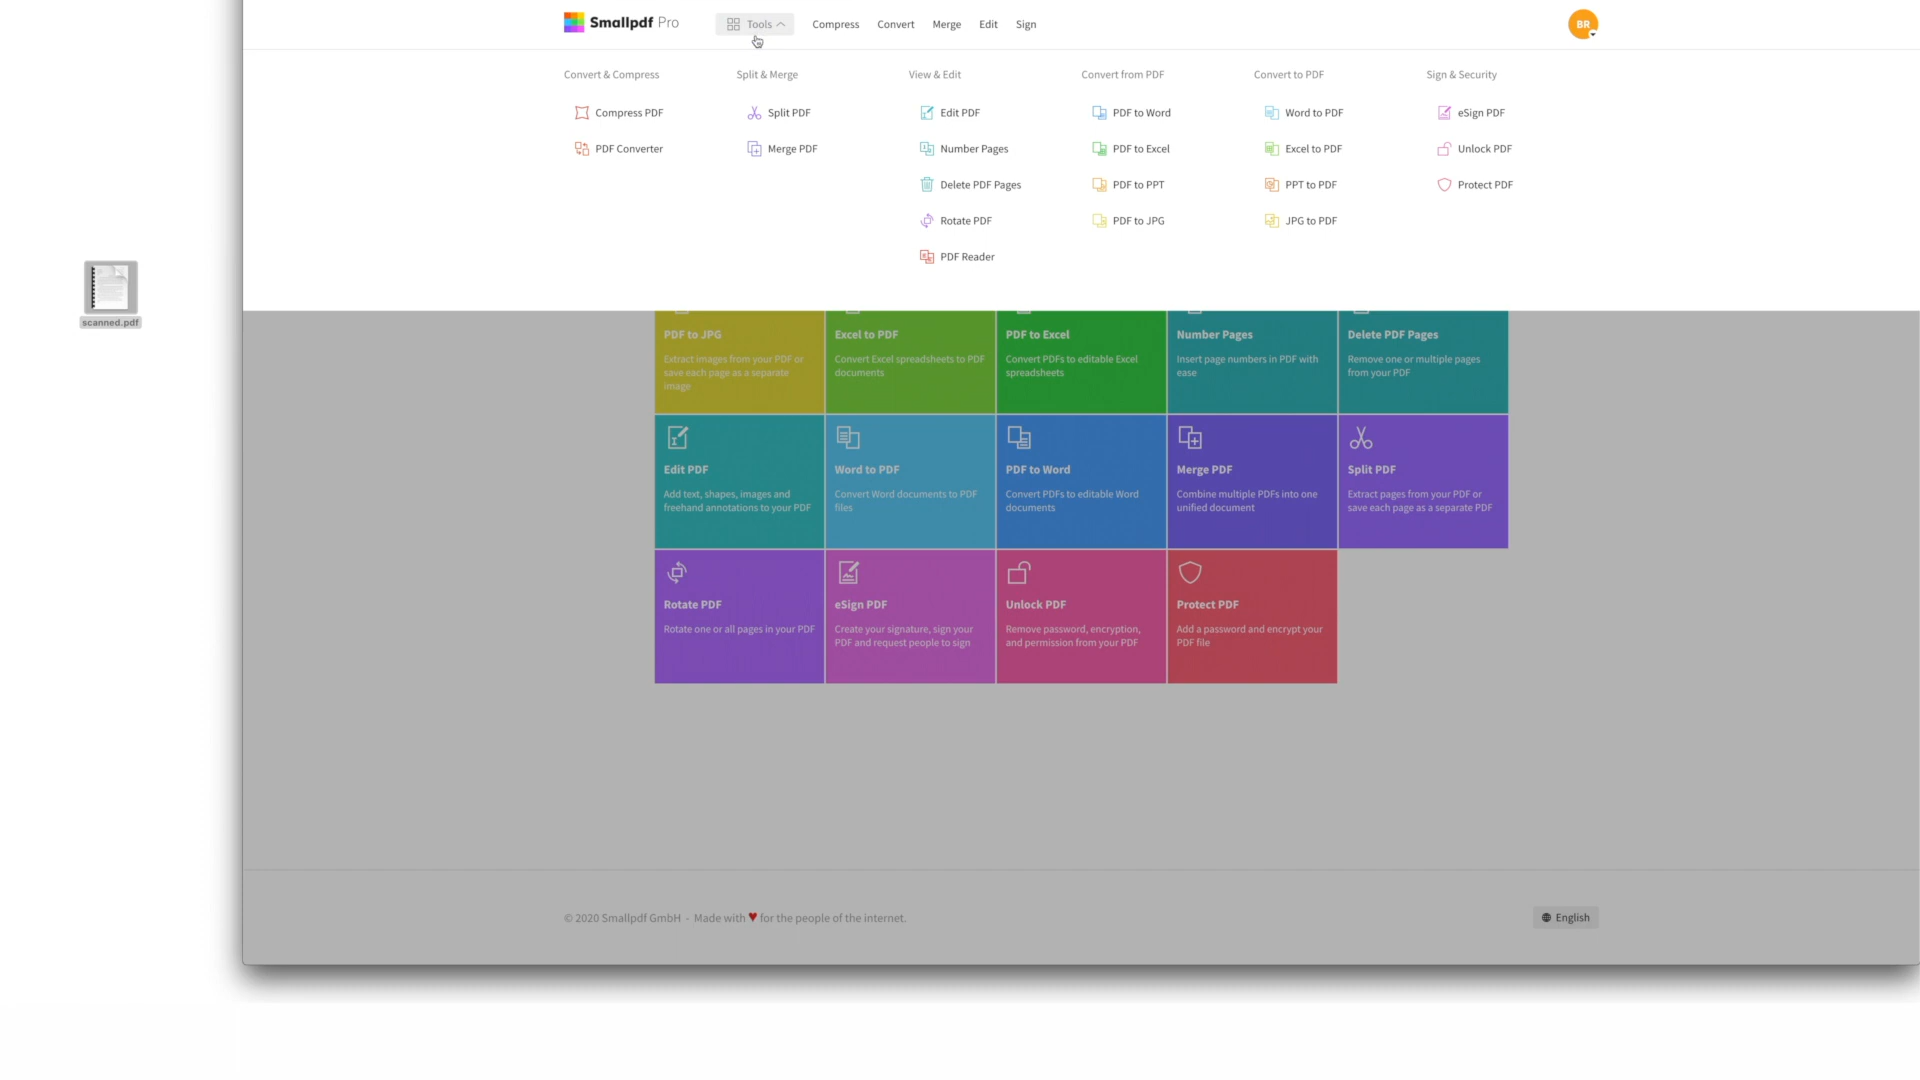 Smallpdf Pro
Tools
Compress
Convert
Merge
Edit
Sign
BR
Convert & Compress
Compress PDF
PDF Converter
Split & Merge
Split PDF
Merge PDF
View & Edit
Edit PDF
Number Pages
Delete PDF Pages
Rotate PDF
PDF Reader
Convert from PDF
PDF to Word
PDF to Excel
PDF to PPT
PDF to JPG
Convert to PDF
Word to PDF
Excel to PDF
PPT to PDF
JPG to PDF
Sign & Security
eSign PDF
Unlock PDF
Protect PDF
scanned.pdf
PDF to JPG
Extract images from your PDF or
save each page as a separate
image
Excel to PDF
Convert Excel spreadsheets to PDF
documents
PDF to Excel
Convert PDFs to editable Excel
spreadsheets
Number Pages
Insert page numbers in PDF with
ease
Delete PDF Pages
Remove one or multiple pages
from your PDF
Edit PDF
Add text, shapes, images and
freehand annotations to your PDF
Word to PDF
Convert Word documents to PDF
files
PDF to Word
Convert PDFs to editable Word
documents
Merge PDF
Combine multiple PDFs into one
unified document
Split PDF
Extract pages from your PDF or
save each page as a separate PDF
Rotate PDF
Rotate one or all pages in your PDF
eSign PDF
Create your signature, sign your
PDF and request people to sign
Unlock PDF
Remove password, encryption,
and permission from your PDF
Protect PDF
Add a password and encrypt your
PDF file
© 2020 Smallpdf GmbH - Made with ♥ for the people of the internet.
English